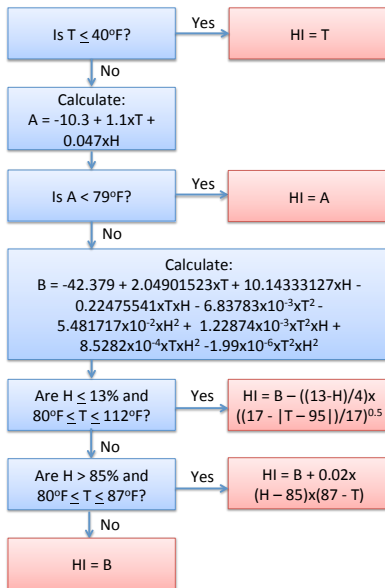 Is T ≤ 40°F?
Yes
HI = T
No
Calculate:
A = -10.3 + 1.1xT +
0.047xH
Is A < 79°F?
Yes
HI = A
No
Calculate:
B = -42.379 + 2.04901523xT + 10.14333127xH -
0.22475541xTxH - 6.83783x10⁻³xT² -
5.481717x10⁻²xH² + 1.22874x10⁻³xT²xH +
8.5282x10⁻⁴xTxH² -1.99x10⁻⁶xT²xH²
Are H ≤ 13% and
80°F ≤ T ≤ 112°F?
Yes
HI = B – ((13-H)/4)x
((17 - |T – 95|)/17)⁰·⁵
No
Are H > 85% and
80°F ≤ T ≤ 87°F?
Yes
HI = B + 0.02x
(H – 85)x(87 - T)
No
HI = B